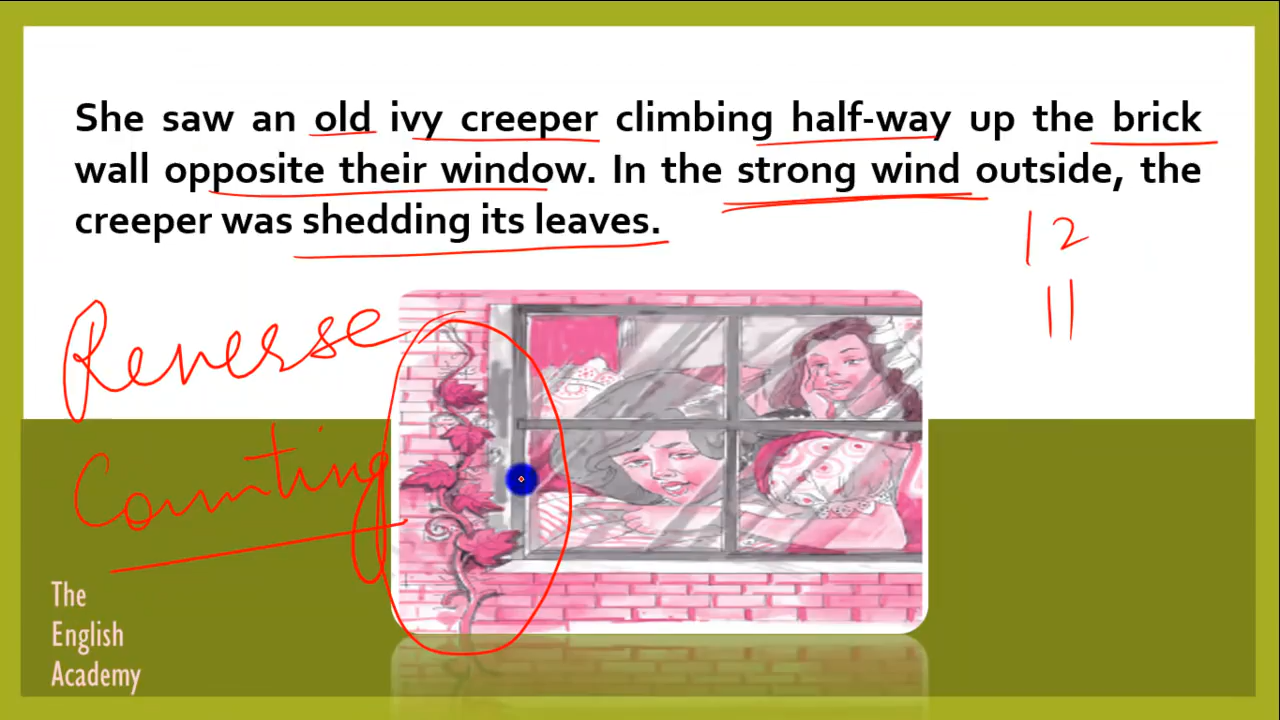 She saw an old ivy creeper climbing half-way up the brick
wall opposite their window. In the strong wind outside, the
creeper was shedding its leaves.
12
11
Reverse
Counting
The
English
Academy